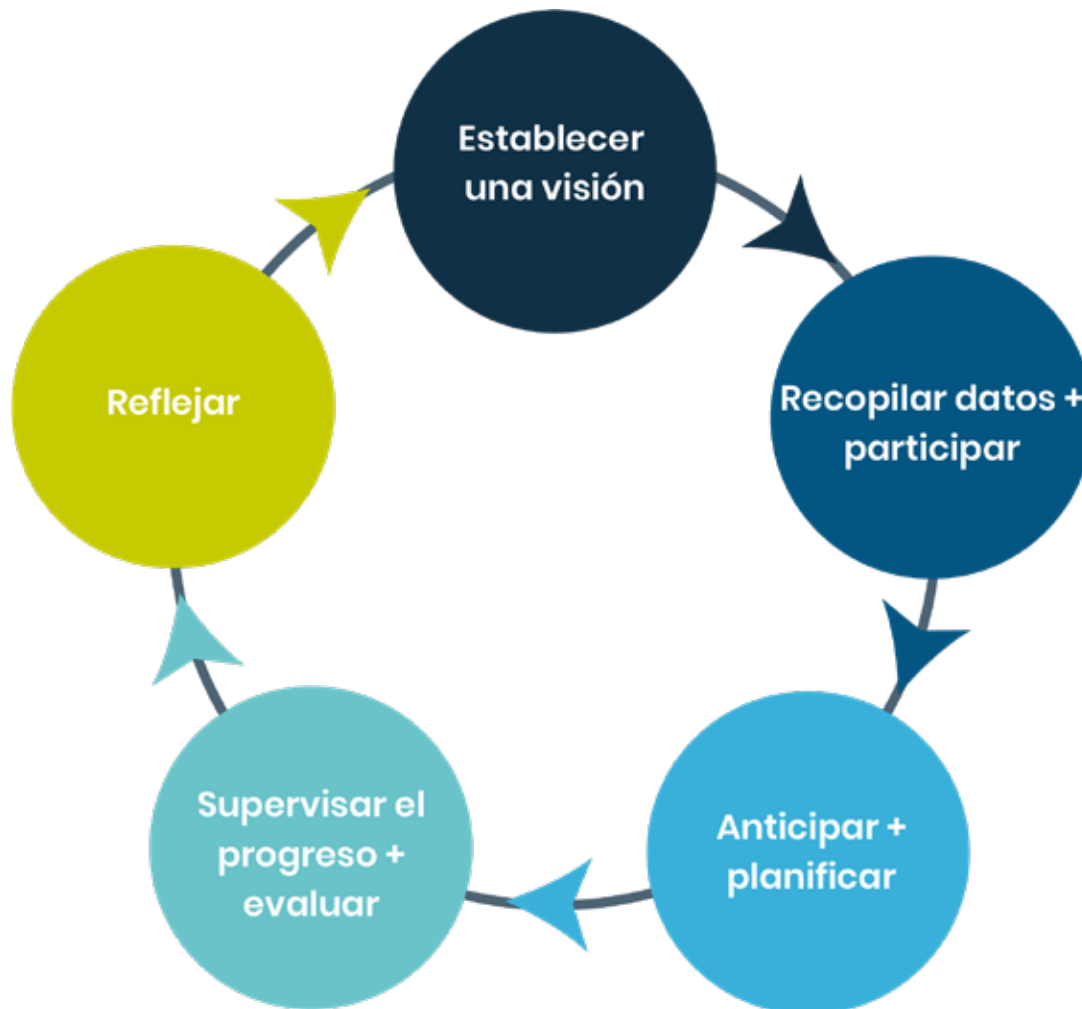 Establecer
una visión
Recopilar datos +
participar
Anticipar +
planificar
Supervisar el
progreso +
evaluar
Reflejar